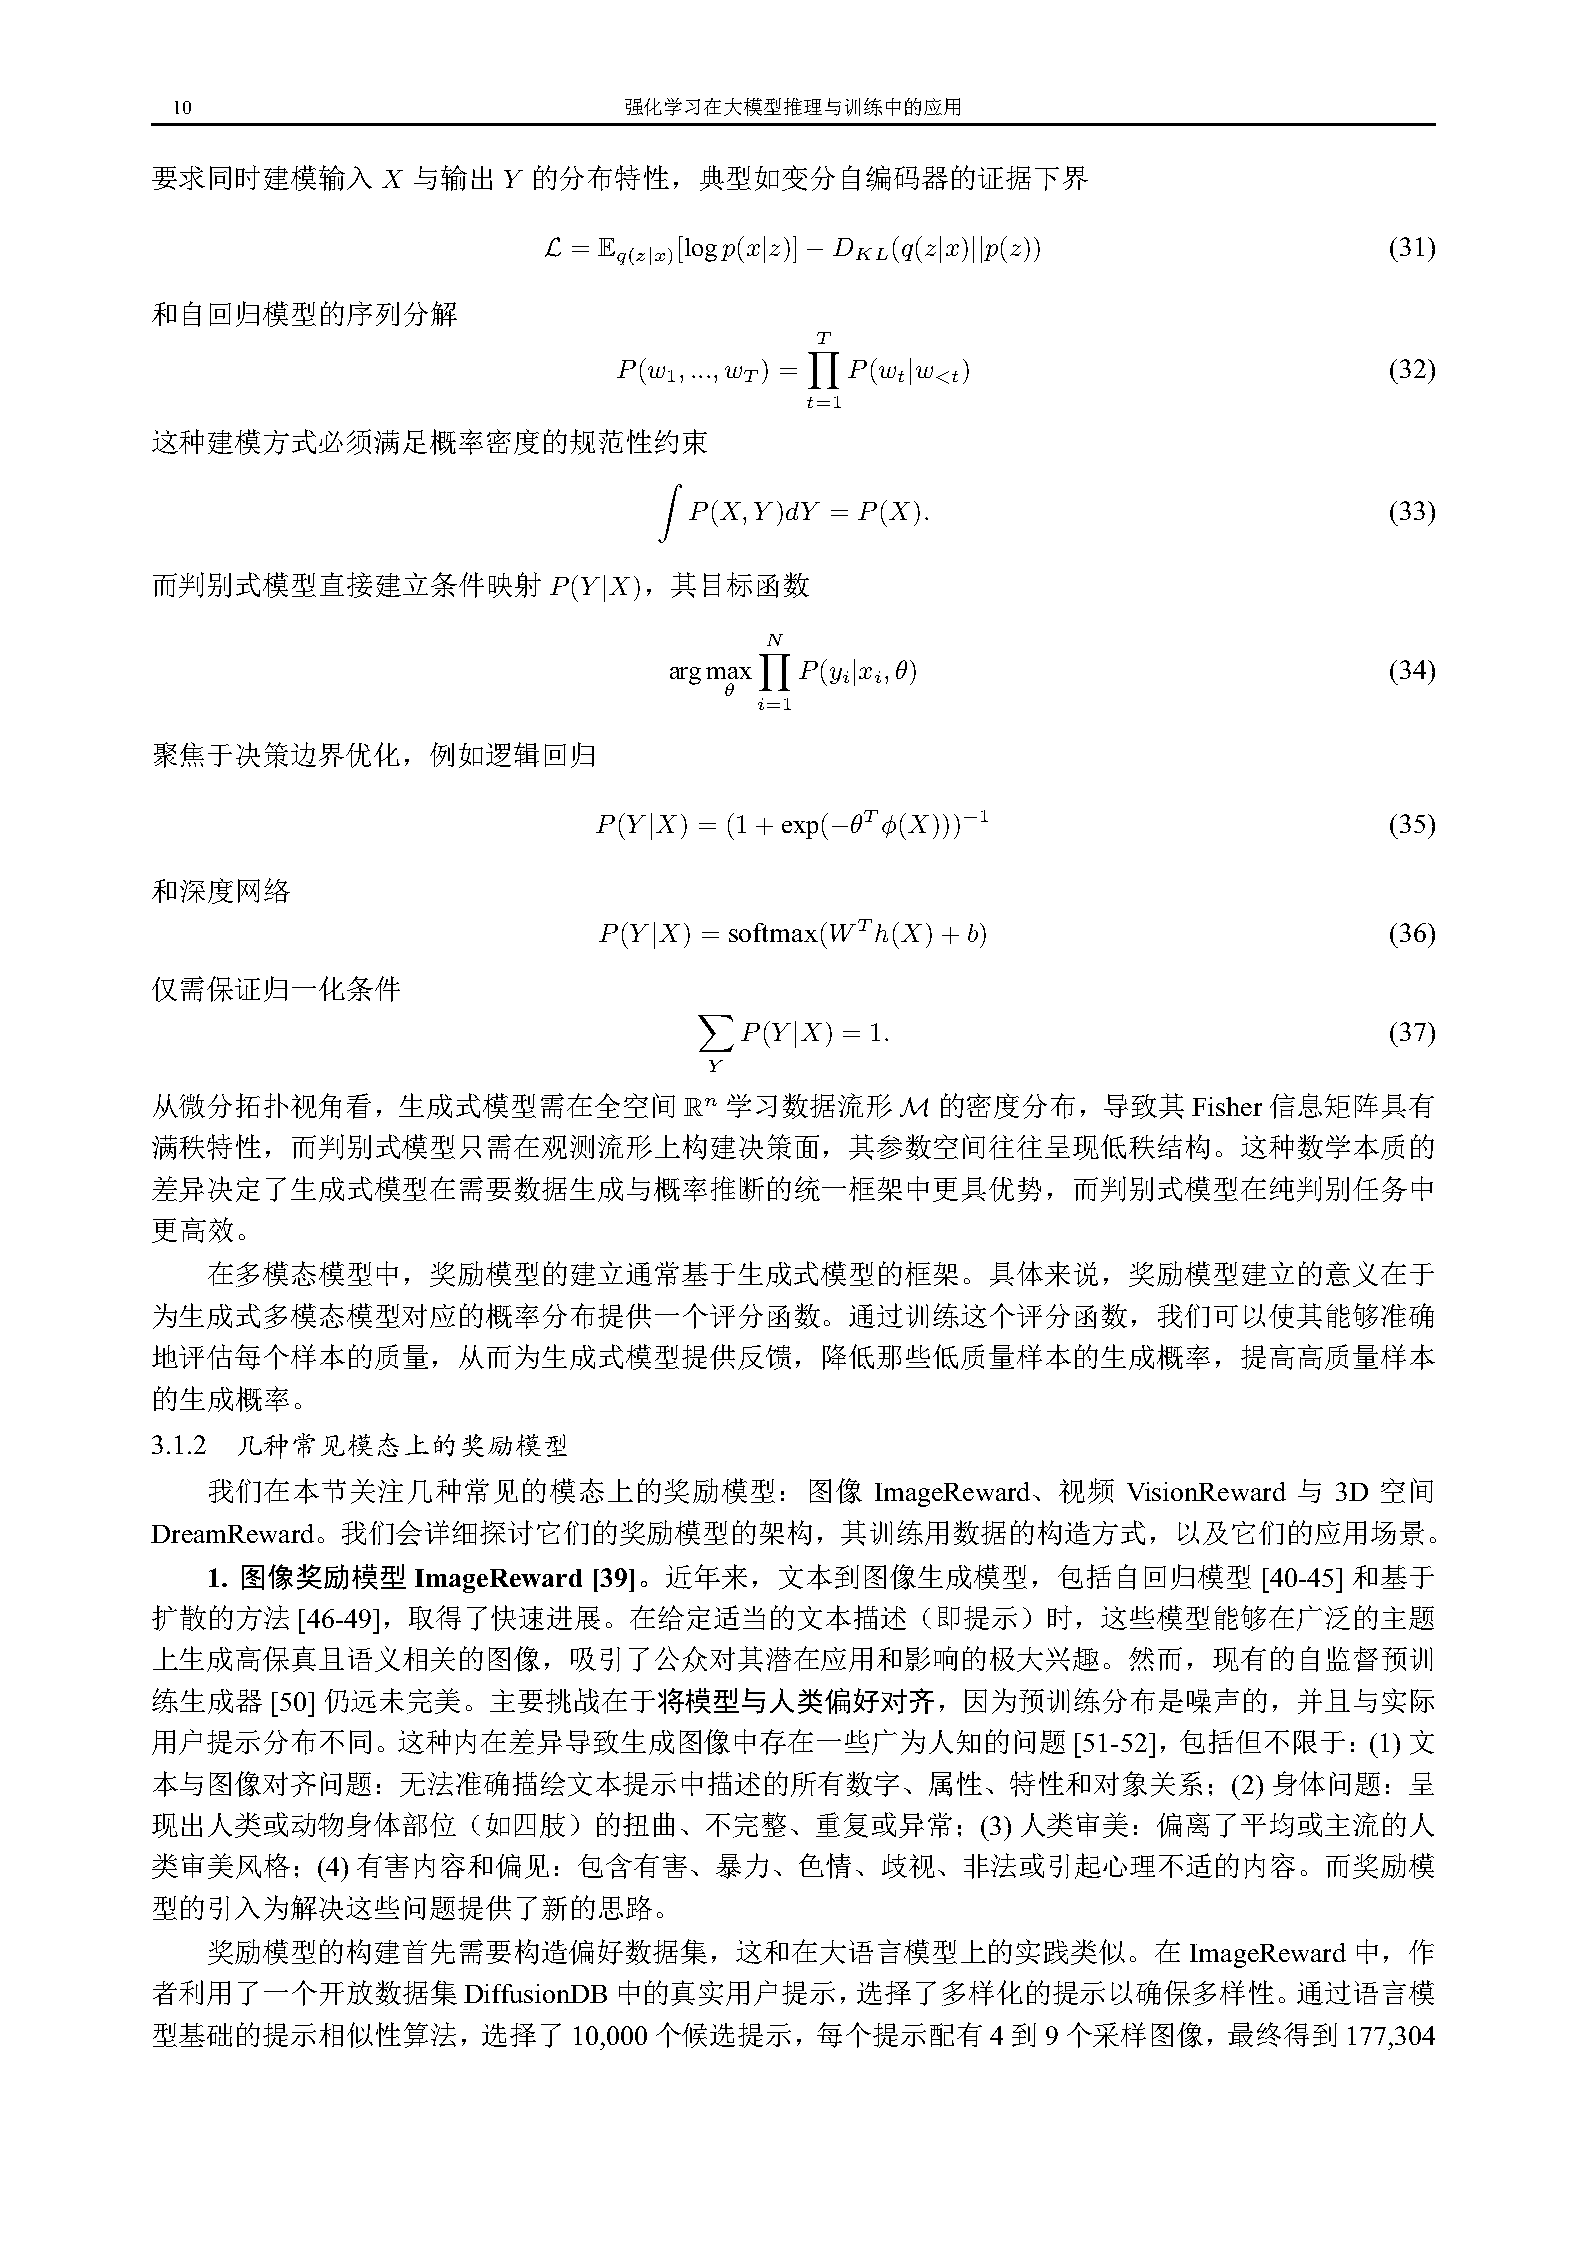 10 强化学习在大模型推理与训练中的应用
要求同时建模输入 X 与输出 Y 的分布特性，典型如变分自编码器的证据下界
ℒ = 𝔼_{q(z|x)}[log p(x|z)] − D_{KL}(q(z|x)||p(z)) (31)
和自回归模型的序列分解
P(w_1, ..., w_T) = ∏_{t=1}^{T} P(w_t|w_{<t}) (32)
这种建模方式必须满足概率密度的规范性约束
∫ P(X, Y)dY = P(X). (33)
而判别式模型直接建立条件映射 P(Y|X)，其目标函数
arg max_θ ∏_{i=1}^{N} P(y_i|x_i, θ) (34)
聚焦于决策边界优化，例如逻辑回归
P(Y|X) = (1 + exp(−θ^T φ(X)))^{−1} (35)
和深度网络
P(Y|X) = softmax(W^T h(X) + b) (36)
仅需保证归一化条件
∑_Y P(Y|X) = 1. (37)
从微分拓扑视角看，生成式模型需在全空间 ℝ^n 学习数据流形 ℳ 的密度分布，导致其 Fisher 信息矩阵具有
满秩特性，而判别式模型只需在观测流形上构建决策面，其参数空间往往呈现低秩结构。这种数学本质的
差异决定了生成式模型在需要数据生成与概率推断的统一框架中更具优势，而判别式模型在纯判别任务中
更高效。
在多模态模型中，奖励模型的建立通常基于生成式模型的框架。具体来说，奖励模型建立的意义在于
为生成式多模态模型对应的概率分布提供一个评分函数。通过训练这个评分函数，我们可以使其能够准确
地评估每个样本的质量，从而为生成式模型提供反馈，降低那些低质量样本的生成概率，提高高质量样本
的生成概率。
3.1.2 几种常见模态上的奖励模型
我们在本节关注几种常见的模态上的奖励模型：图像 ImageReward、视频 VisionReward 与 3D 空间
DreamReward。我们会详细探讨它们的奖励模型的架构，其训练用数据的构造方式，以及它们的应用场景。
1. 图像奖励模型 ImageReward [39]。近年来，文本到图像生成模型，包括自回归模型 [40-45] 和基于
扩散的方法 [46-49]，取得了快速进展。在给定适当的文本描述（即提示）时，这些模型能够在广泛的主题
上生成高保真且语义相关的图像，吸引了公众对其潜在应用和影响的极大兴趣。然而，现有的自监督预训
练生成器 [50] 仍远未完美。主要挑战在于将模型与人类偏好对齐，因为预训练分布是噪声的，并且与实际
用户提示分布不同。这种内在差异导致生成图像中存在一些广为人知的问题 [51-52]，包括但不限于：(1) 文
本与图像对齐问题：无法准确描绘文本提示中描述的所有数字、属性、特性和对象关系；(2) 身体问题：呈
现出人类或动物身体部位（如四肢）的扭曲、不完整、重复或异常；(3) 人类审美：偏离了平均或主流的人
类审美风格；(4) 有害内容和偏见：包含有害、暴力、色情、歧视、非法或引起心理不适的内容。而奖励模
型的引入为解决这些问题提供了新的思路。
奖励模型的构建首先需要构造偏好数据集，这和在大语言模型上的实践类似。在 ImageReward 中，作
者利用了一个开放数据集 DiffusionDB 中的真实用户提示，选择了多样化的提示以确保多样性。通过语言模
型基础的提示相似性算法，选择了 10,000 个候选提示，每个提示配有 4 到 9 个采样图像，最终得到 177,304